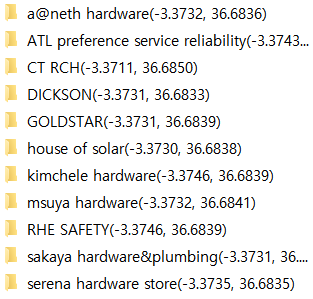 a@neth hardware(-3.3732, 36.6836)
ATL preference service reliability(-3.3743...
CT RCH(-3.3711, 36.6850)
DICKSON(-3.3731, 36.6833)
GOLDSTAR(-3.3731, 36.6839)
house of solar(-3.3730, 36.6838)
kimchele hardware(-3.3746, 36.6839)
msuya hardware(-3.3732, 36.6841)
RHE SAFETY(-3.3746, 36.6839)
sakaya hardware&plumbing(-3.3731, 36....
serena hardware store(-3.3735, 36.6835)